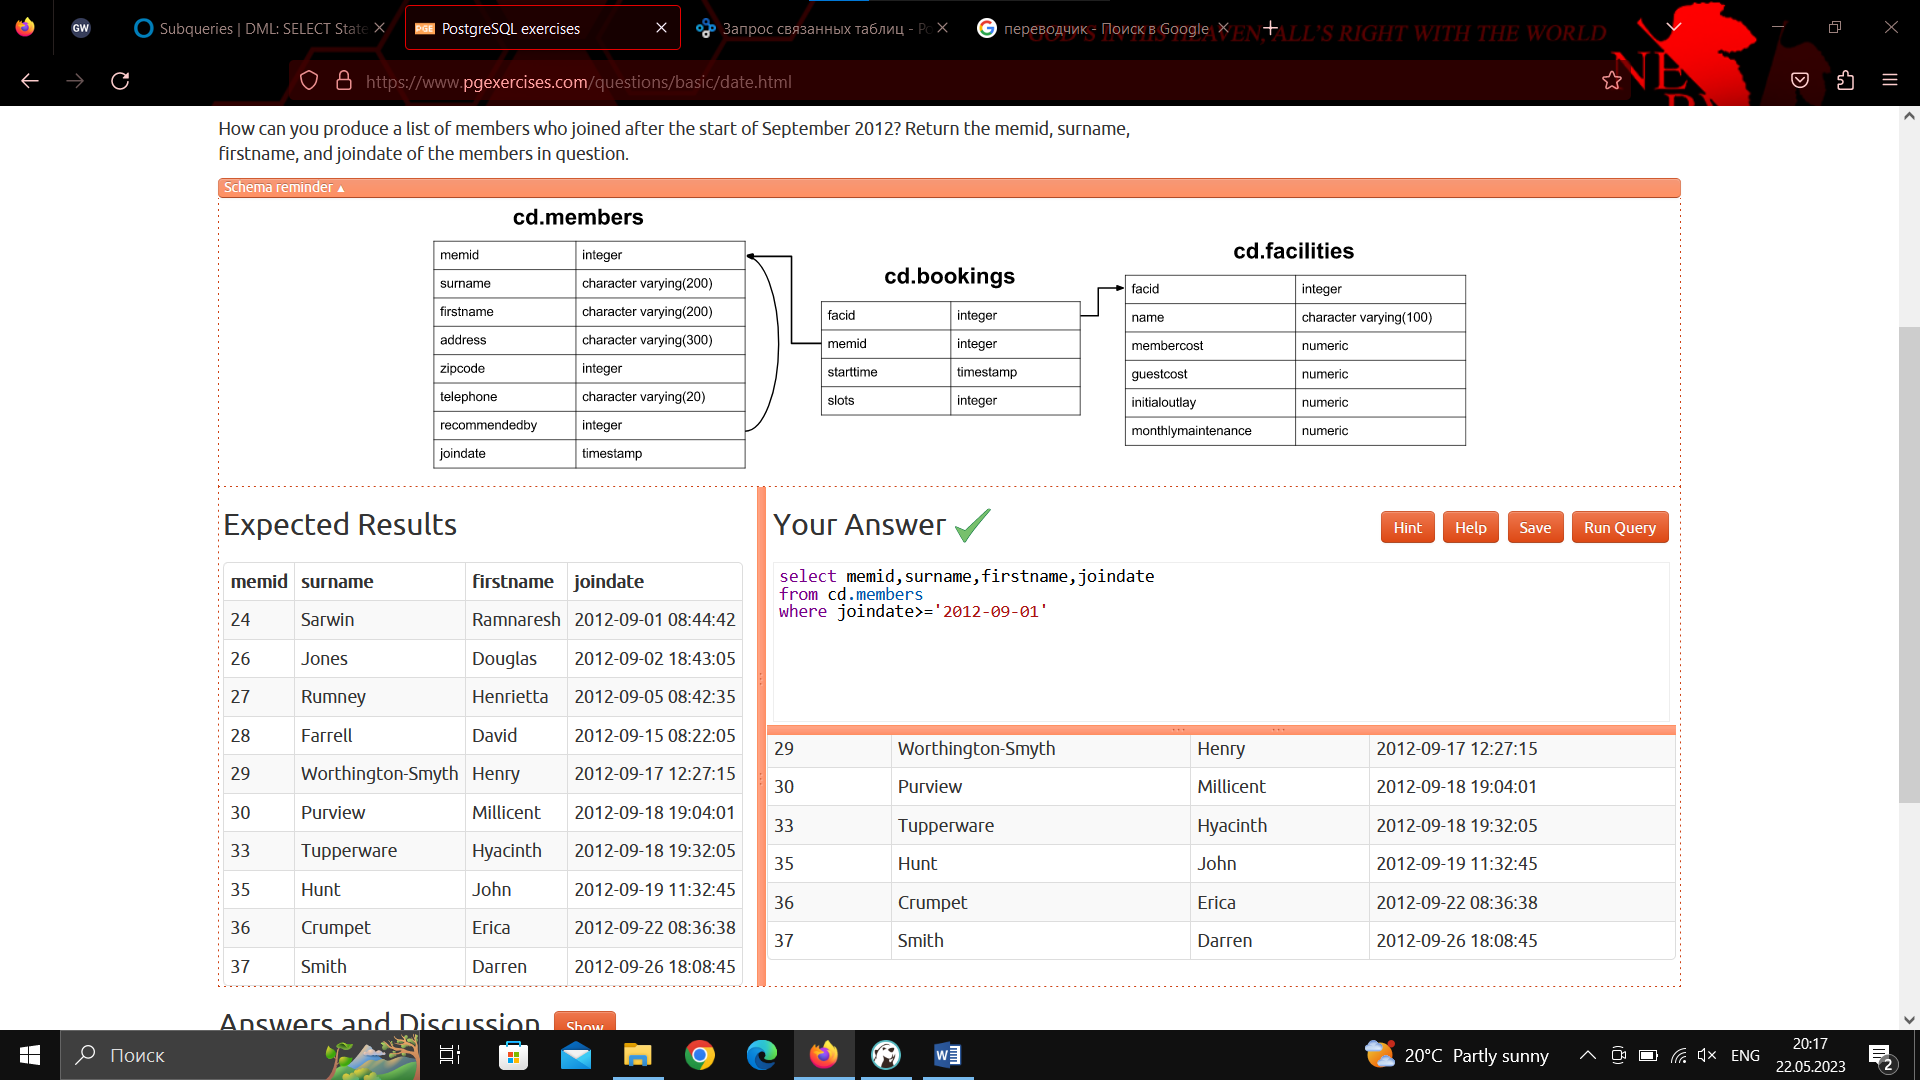 GW
Subqueries | DML: SELECT State
PGE PostgreSQL exercises
Запрос связанных таблиц - Po
переводчик - Поиск в Google
GOD'S IN HIS HEAVEN, ALL'S RIGHT WITH THE WORLD
NE
https://www.pgexercises.com/questions/basic/date.html
How can you produce a list of members who joined after the start of September 2012? Return the memid, surname,
firstname, and joindate of the members in question.
Schema reminder ▲
cd.members
memid integer
surname character varying(200)
firstname character varying(200)
address character varying(300)
zipcode integer
telephone character varying(20)
recommendedby integer
joindate timestamp
cd.bookings
facid integer
memid integer
starttime timestamp
slots integer
cd.facilities
facid integer
name character varying(100)
membercost numeric
guestcost numeric
initialoutlay numeric
monthlymaintenance numeric
Expected Results
memid surname firstname joindate
24 Sarwin Ramnaresh 2012-09-01 08:44:42
26 Jones Douglas 2012-09-02 18:43:05
27 Rumney Henrietta 2012-09-05 08:42:35
28 Farrell David 2012-09-15 08:22:05
29 Worthington-Smyth Henry 2012-09-17 12:27:15
30 Purview Millicent 2012-09-18 19:04:01
33 Tupperware Hyacinth 2012-09-18 19:32:05
35 Hunt John 2012-09-19 11:32:45
36 Crumpet Erica 2012-09-22 08:36:38
37 Smith Darren 2012-09-26 18:08:45
Your Answer
Hint Help Save Run Query
select memid,surname,firstname,joindate
from cd.members
where joindate>='2012-09-01'
29 Worthington-Smyth Henry 2012-09-17 12:27:15
30 Purview Millicent 2012-09-18 19:04:01
33 Tupperware Hyacinth 2012-09-18 19:32:05
35 Hunt John 2012-09-19 11:32:45
36 Crumpet Erica 2012-09-22 08:36:38
37 Smith Darren 2012-09-26 18:08:45
Answers and Discussion Show
Поиск
20°C Partly sunny
ENG
20:17
22.05.2023
2